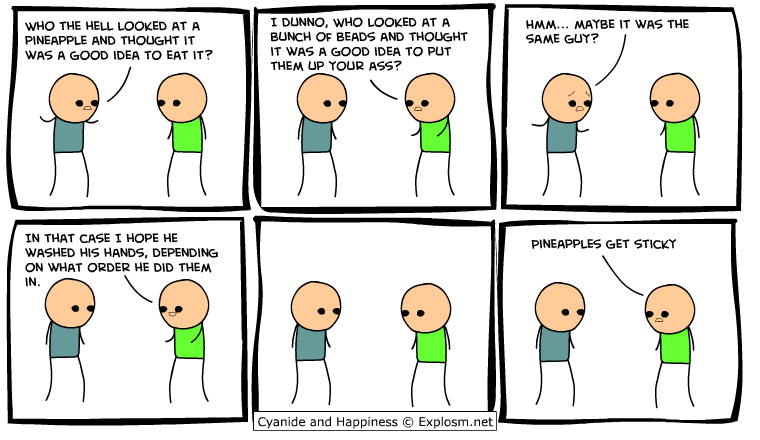 WHO THE HELL LOOKED AT A
PINEAPPLE AND THOUGHT IT
WAS A GOOD IDEA TO EAT IT?
I DUNNO, WHO LOOKED AT A
BUNCH OF BEADS AND THOUGHT
IT WAS A GOOD IDEA TO PUT
THEM UP YOUR ASS?
HMM... MAYBE IT WAS THE
SAME GUY?
IN THAT CASE I HOPE HE
WASHED HIS HANDS, DEPENDING
ON WHAT ORDER HE DID THEM
IN.
PINEAPPLES GET STICKY
Cyanide and Happiness © Explosm.net